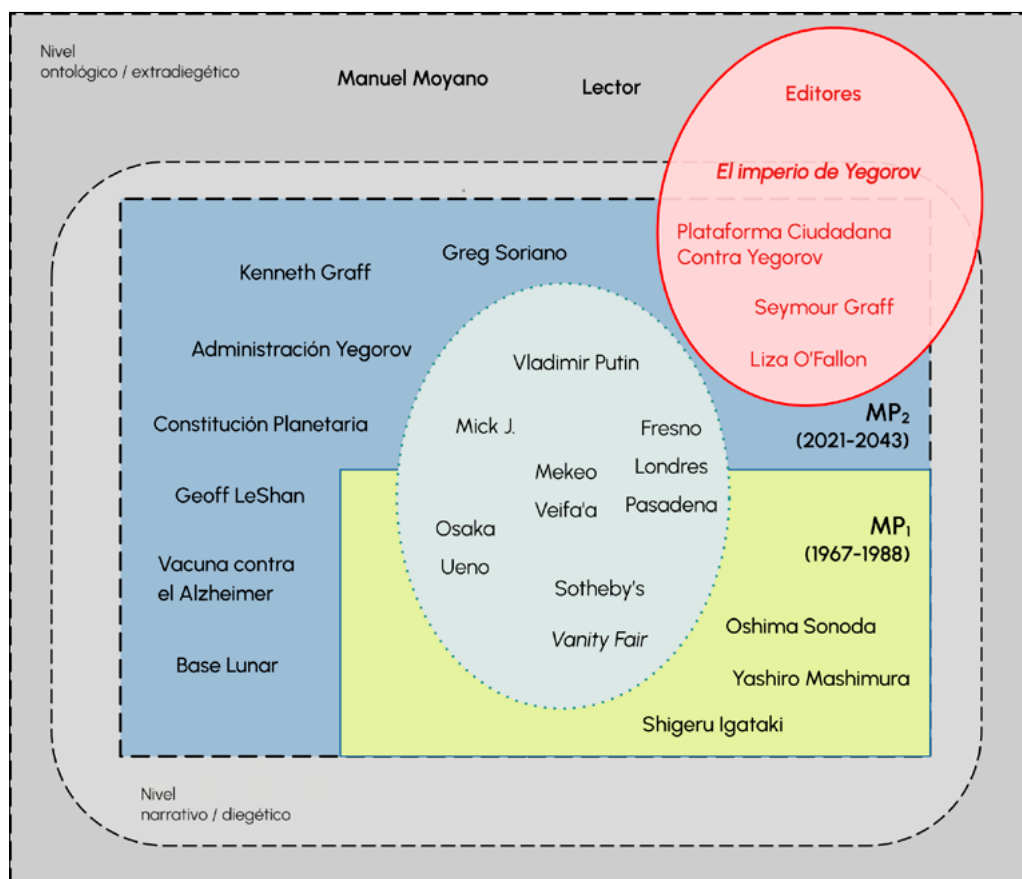 Nivel
ontológico / extradiegético
Manuel Moyano
Lector
Editores
El imperio de Yegorov
Plataforma Ciudadana
Contra Yegorov
Seymour Graff
Liza O'Fallon
Greg Soriano
Kenneth Graff
Administración Yegorov
Constitución Planetaria
Geoff LeShan
Vacuna contra
el Alzheimer
Base Lunar
Vladimir Putin
Mick J.
Fresno
Mekeo
Londres
Veifa'a
Pasadena
Osaka
Ueno
Sotheby's
Vanity Fair
MP₂
(2021-2043)
MP₁
(1967-1988)
Oshima Sonoda
Yashiro Mashimura
Shigeru Igataki
Nivel
narrativo / diegético